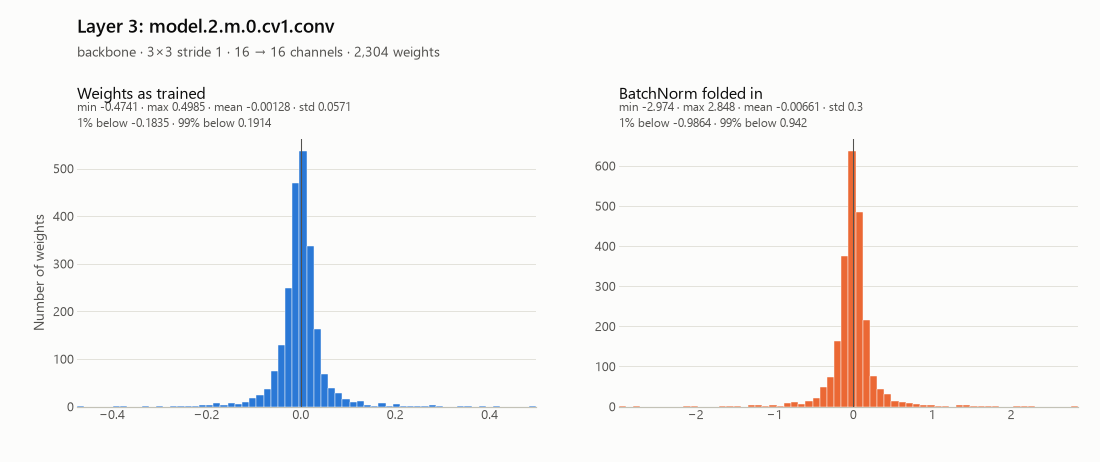 Layer 3: model.2.m.0.cv1.conv
backbone · 3×3 stride 1 · 16 → 16 channels · 2,304 weights
Weights as trained
min -0.4741 · max 0.4985 · mean -0.00128 · std 0.0571
1% below -0.1835 · 99% below 0.1914
Number of weights
500
400
300
200
100
0
−0.4
−0.2
0.0
0.2
0.4
BatchNorm folded in
min -2.974 · max 2.848 · mean -0.00661 · std 0.3
1% below -0.9864 · 99% below 0.942
600
500
400
300
200
100
0
−2
−1
0
1
2